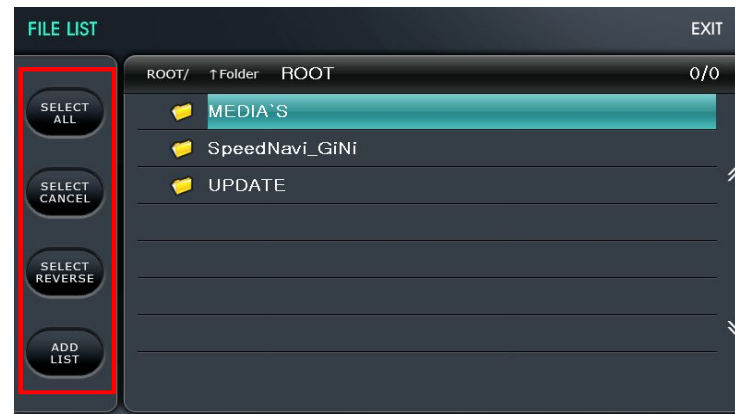 FILE LIST EXIT
ROOT/ ↑Folder ROOT 0/0
SELECT
ALL
MEDIA`S
SpeedNavi_GiNi
SELECT
CANCEL
UPDATE
SELECT
REVERSE
ADD
LIST